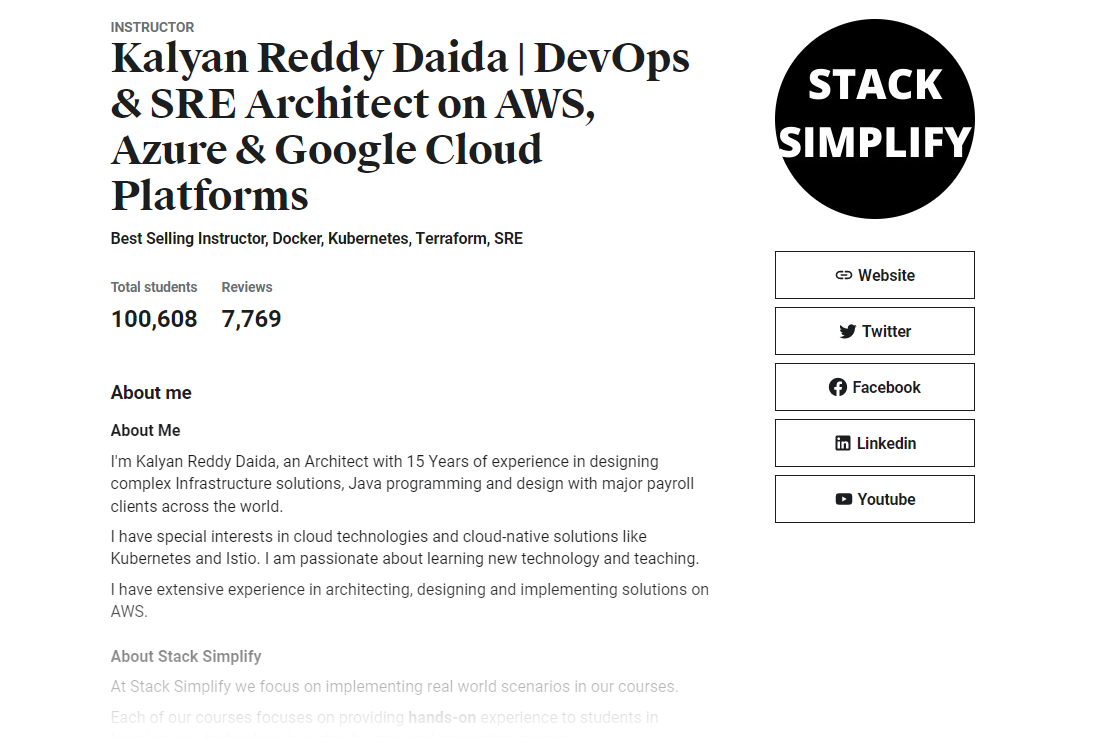 INSTRUCTOR
Kalyan Reddy Daida | DevOps
& SRE Architect on AWS,
Azure & Google Cloud
Platforms
Best Selling Instructor, Docker, Kubernetes, Terraform, SRE
Total students Reviews
100,608 7,769
About me
About Me
I'm Kalyan Reddy Daida, an Architect with 15 Years of experience in designing
complex Infrastructure solutions, Java programming and design with major payroll
clients across the world.
I have special interests in cloud technologies and cloud-native solutions like
Kubernetes and Istio. I am passionate about learning new technology and teaching.
I have extensive experience in architecting, designing and implementing solutions on
AWS.
About Stack Simplify
At Stack Simplify we focus on implementing real world scenarios in our courses.
Each of our courses focuses on providing hands-on experience to students in
STACK
SIMPLIFY
Website
Twitter
Facebook
Linkedin
Youtube